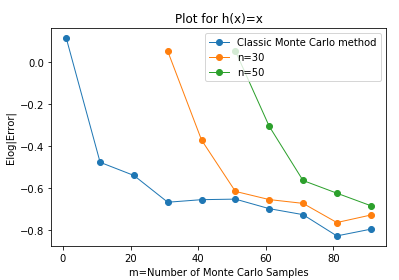 Plot for h(x)=x
Classic Monte Carlo method
n=30
n=50
Elog|Error|
0.0
−0.2
−0.4
−0.6
−0.8
0 20 40 60 80
m=Number of Monte Carlo Samples